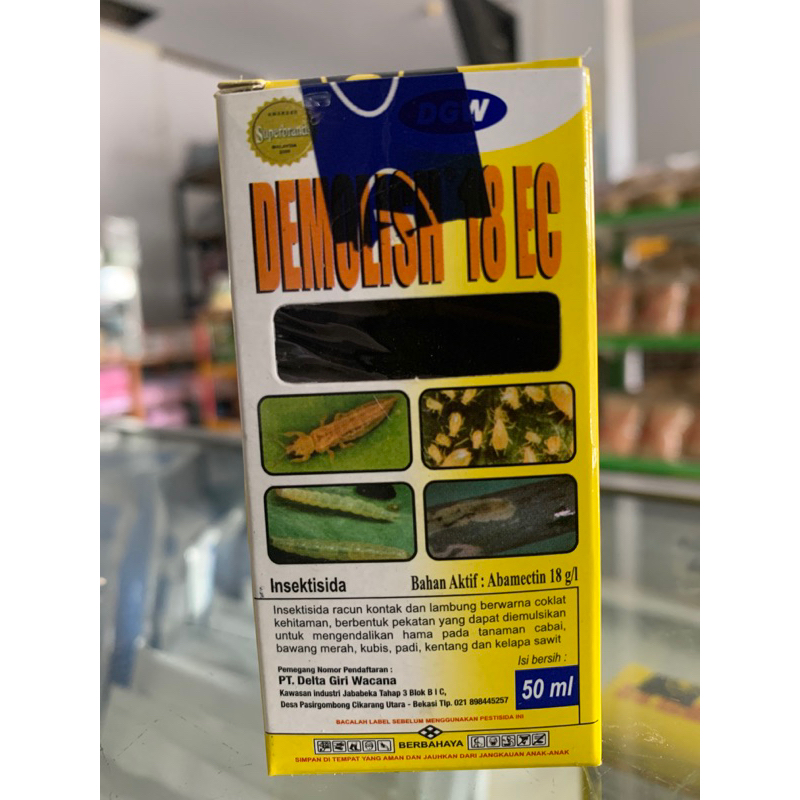 AWARDED
Superbrands
MALAYSIA
DGW
DEMOLISH 18 EC
Insektisida
Bahan Aktif : Abamectin 18 g/l
Insektisida racun kontak dan lambung berwarna coklat
kehitaman, berbentuk pekatan yang dapat diemulsikan
untuk mengendalikan hama pada tanaman cabai,
bawang merah, kubis, padi, kentang dan kelapa sawit
Isi bersih :
50 ml
Pemegang Nomor Pendaftaran :
PT. Delta Giri Wacana
Kawasan industri Jababeka Tahap 3 Blok B I C,
Desa Pasirgombong Cikarang Utara - Bekasi Tlp. 021 898445257
BACALAH LABEL SEBELUM MENGGUNAKAN PESTISIDA INI
BERBAHAYA
SIMPAN DI TEMPAT YANG AMAN DAN JAUHKAN DARI JANGKAUAN ANAK-ANAK